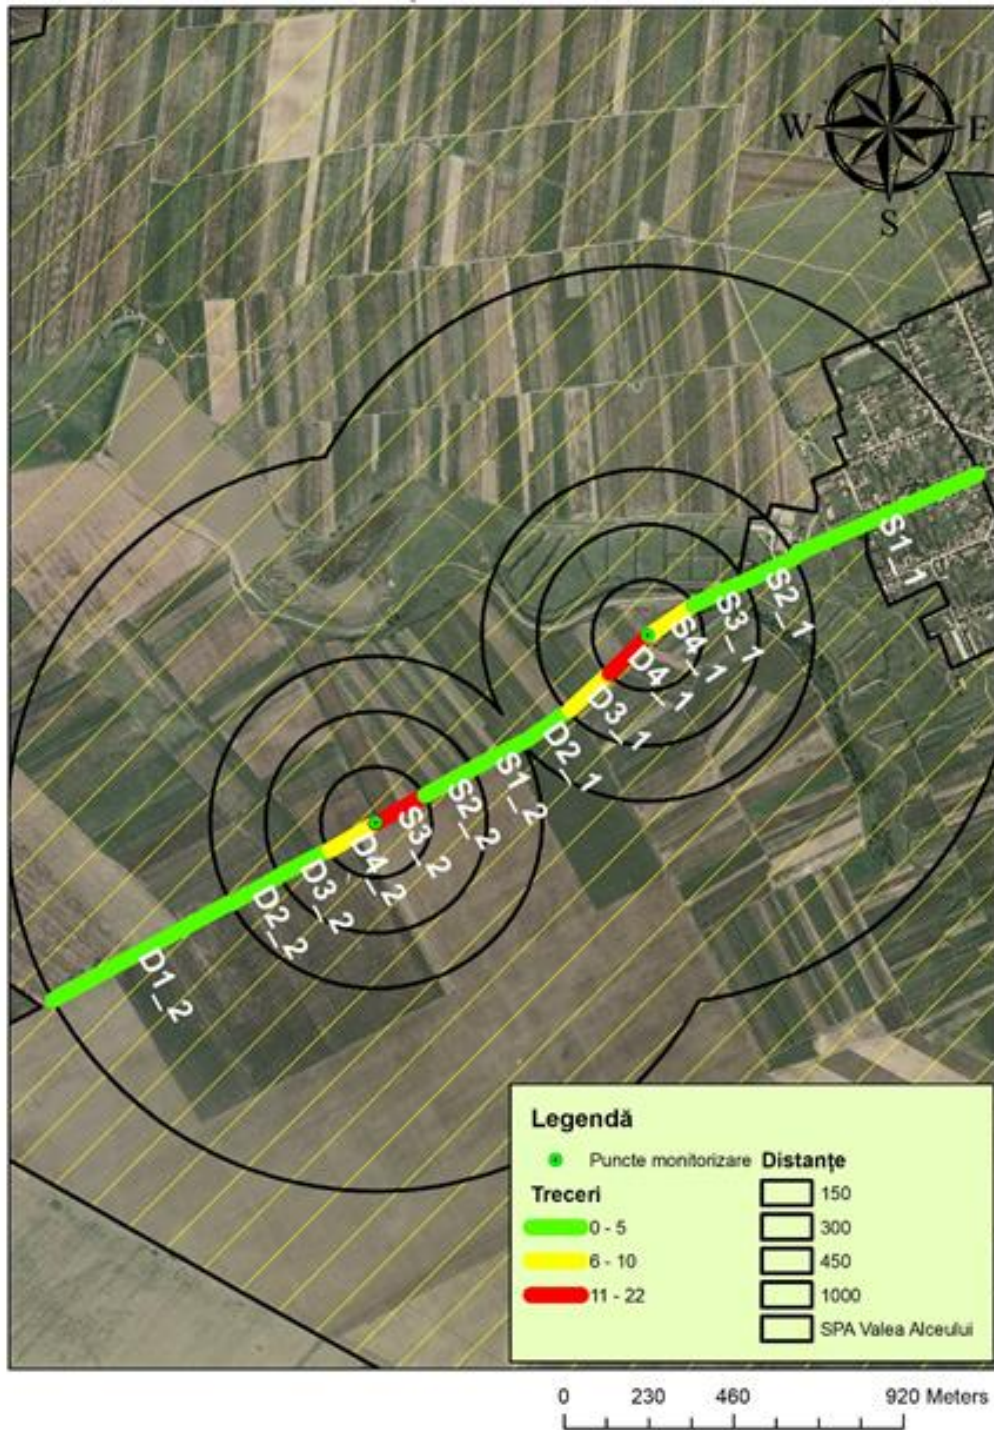 N
W E
S
S1_1
S2_1
S3_1
S4_1
D4_1
D3_1
D2_1
S1_2
S2_2
S3_2
D4_2
D3_2
D2_2
D1_2
Legendă
Puncte monitorizare
Treceri
0 - 5
6 - 10
11 - 22
Distanțe
150
300
450
1000
SPA Valea Alceului
0 230 460 920 Meters